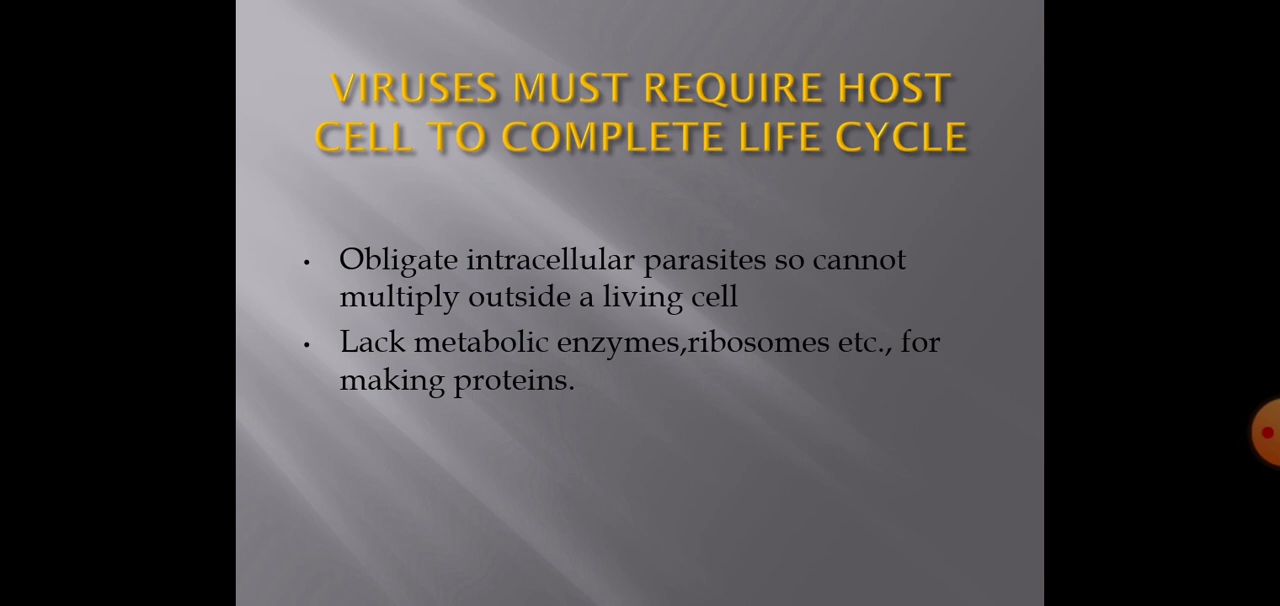 VIRUSES MUST REQUIRE HOST
CELL TO COMPLETE LIFE CYCLE
• Obligate intracellular parasites so cannot
multiply outside a living cell
• Lack metabolic enzymes,ribosomes etc., for
making proteins.